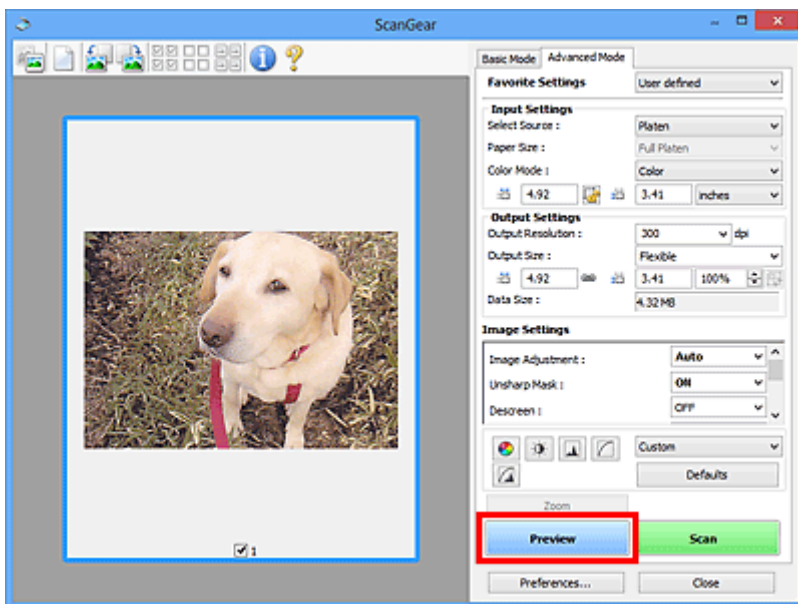 ScanGear
Basic Mode Advanced Mode
Favorite Settings User defined
Input Settings
Select Source : Platen
Paper Size : Full Platen
Color Mode : Color
4.92 3.41 inches
Output Settings
Output Resolution : 300 dpi
Output Size : Flexible
4.92 3.41 100%
Data Size : 4.32 MB
Image Settings
Image Adjustment : Auto
Unsharp Mask : ON
Descreen : OFF
Custom
Defaults
Zoom
Preview Scan
1
Preferences... Close